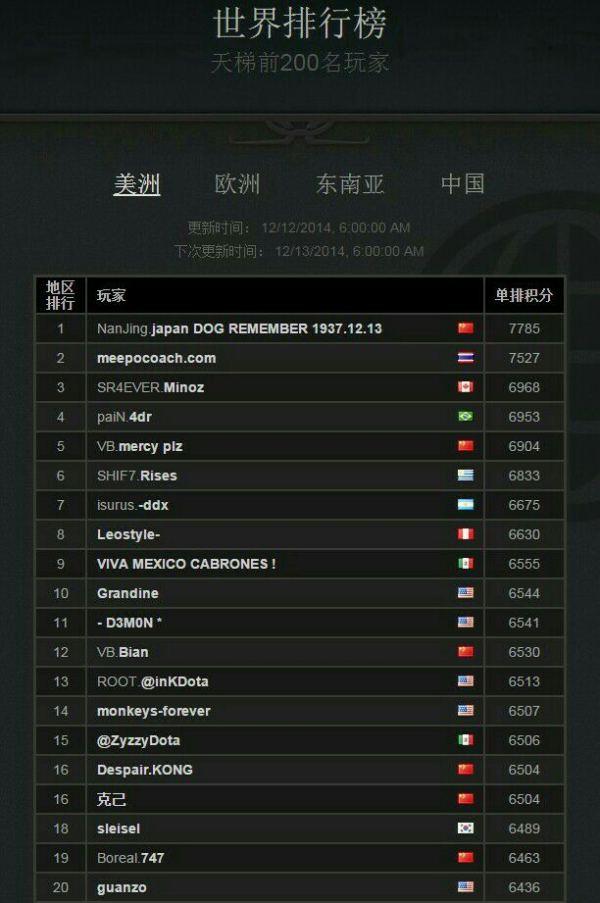 世界排行榜
天梯前200名玩家
美洲 欧洲 东南亚 中国
更新时间： 12/12/2014, 6:00:00 AM
下次更新时间： 12/13/2014, 6:00:00 AM
地区排行 玩家 单排积分
1 NanJing.japan DOG REMEMBER 1937.12.13 7785
2 meepocoach.com 7527
3 SR4EVER.Minoz 6968
4 paiN.4dr 6953
5 VB.mercy plz 6904
6 SHIF7.Rises 6833
7 isurus.-ddx 6675
8 Leostyle- 6630
9 VIVA MEXICO CABRONES ! 6555
10 Grandine 6544
11 - D3M0N * 6541
12 VB.Bian 6530
13 ROOT.@inKDota 6513
14 monkeys-forever 6507
15 @ZyzzyDota 6506
16 Despair.KONG 6504
16 克己 6504
18 sleisel 6489
19 Boreal.747 6463
20 guanzo 6436